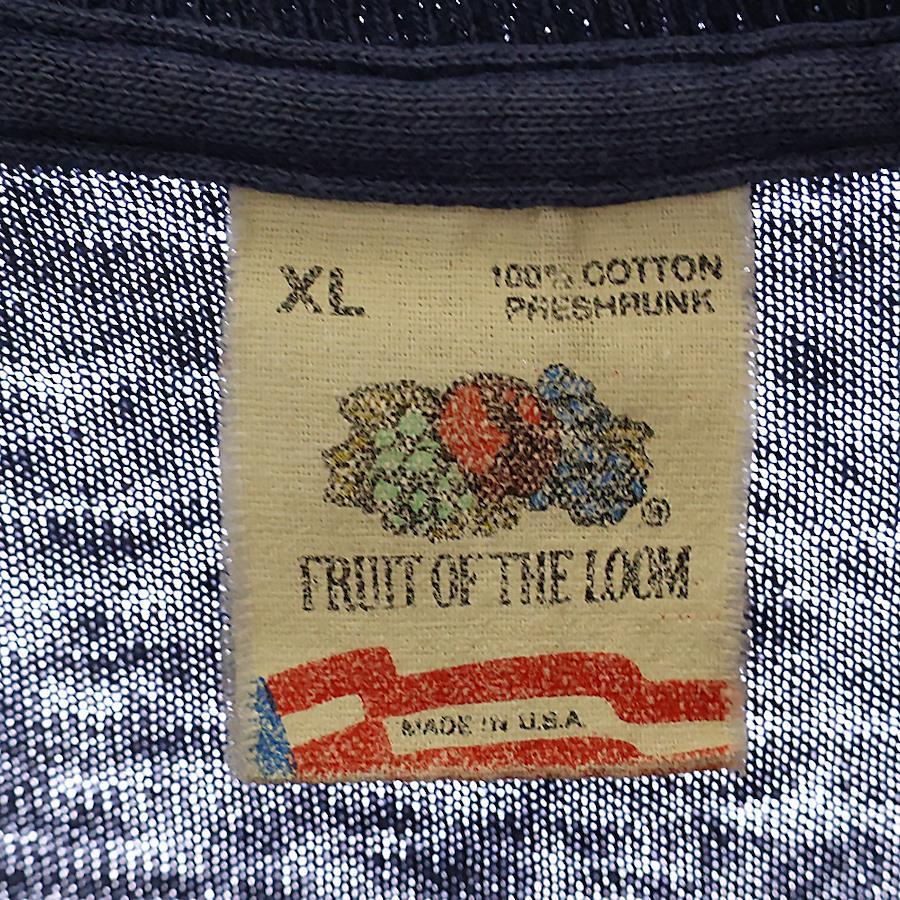 XL
100% COTTON
PRESHRUNK
®
FRUIT OF THE LOOM
MADE IN U.S.A.